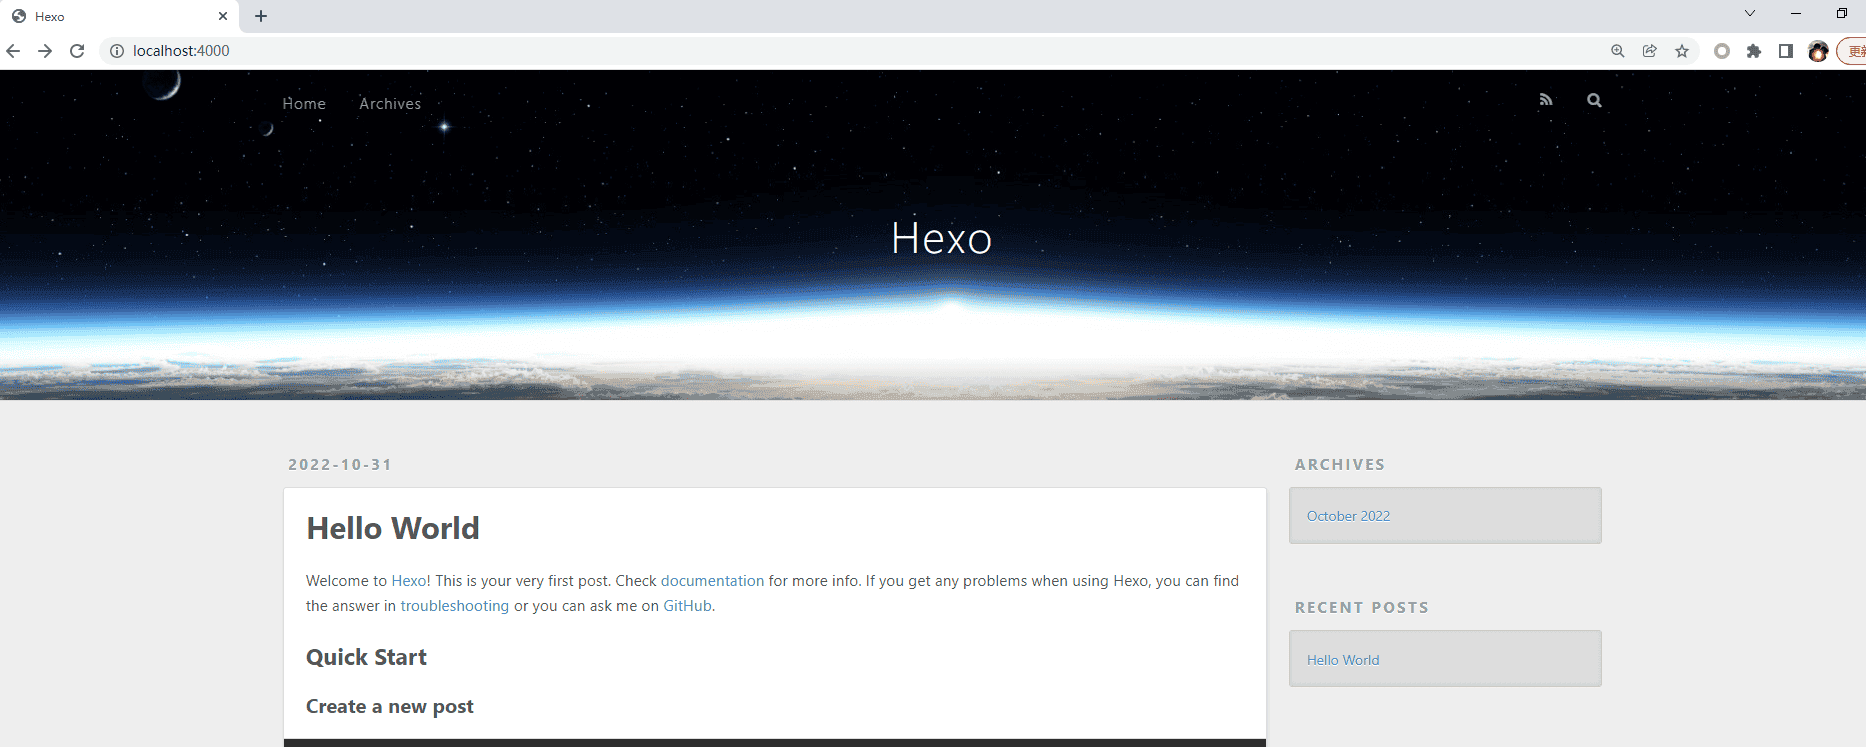 Hexo
localhost:4000
更新
Home Archives
Hexo
2022-10-31
Hello World
Welcome to Hexo! This is your very first post. Check documentation for more info. If you get any problems when using Hexo, you can find
the answer in troubleshooting or you can ask me on GitHub.
Quick Start
Create a new post
ARCHIVES
October 2022
RECENT POSTS
Hello World